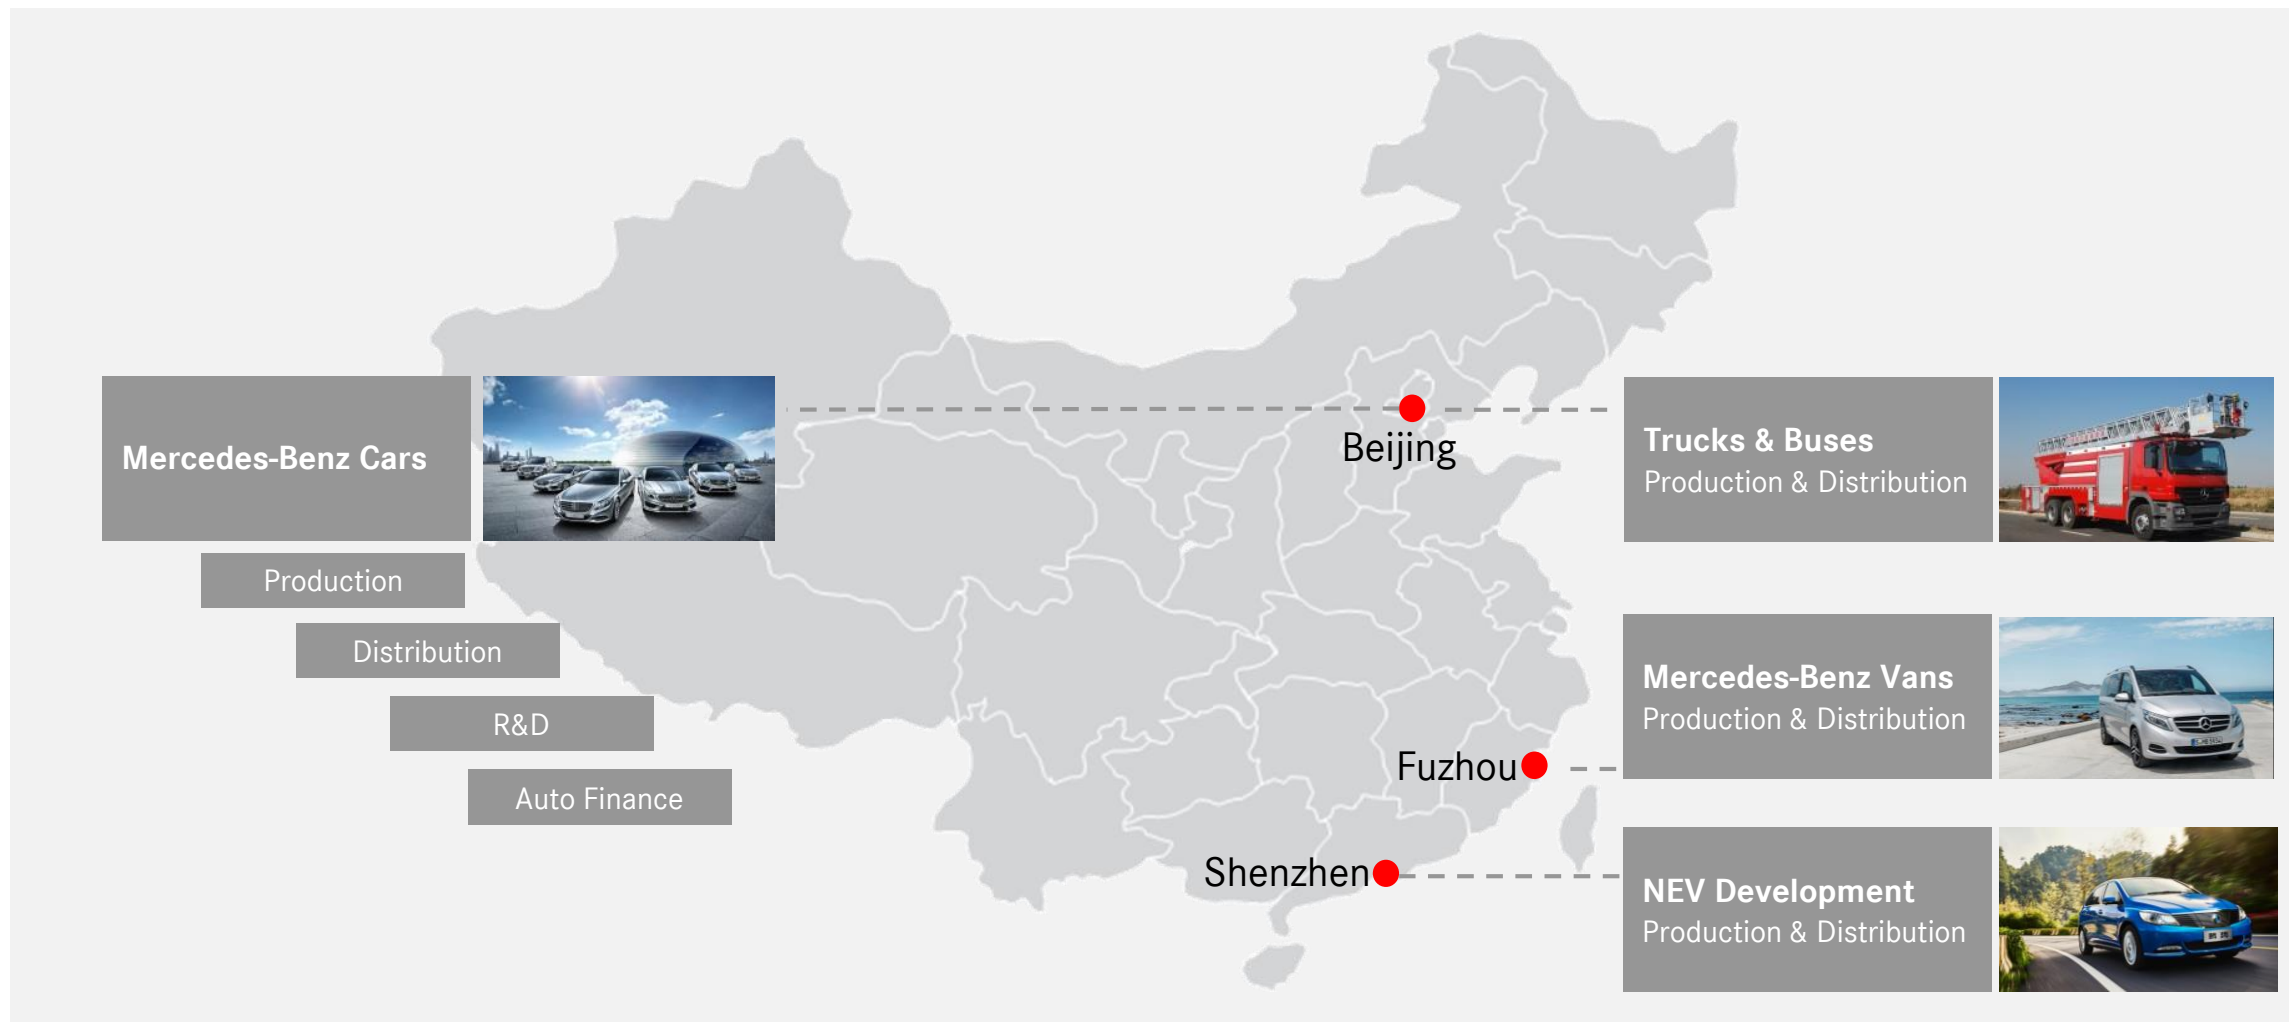 Mercedes-Benz Cars
Production
Distribution
R&D
Auto Finance
Beijing
Fuzhou
Shenzhen
Trucks & Buses
Production & Distribution
Mercedes-Benz Vans
Production & Distribution
NEV Development
Production & Distribution